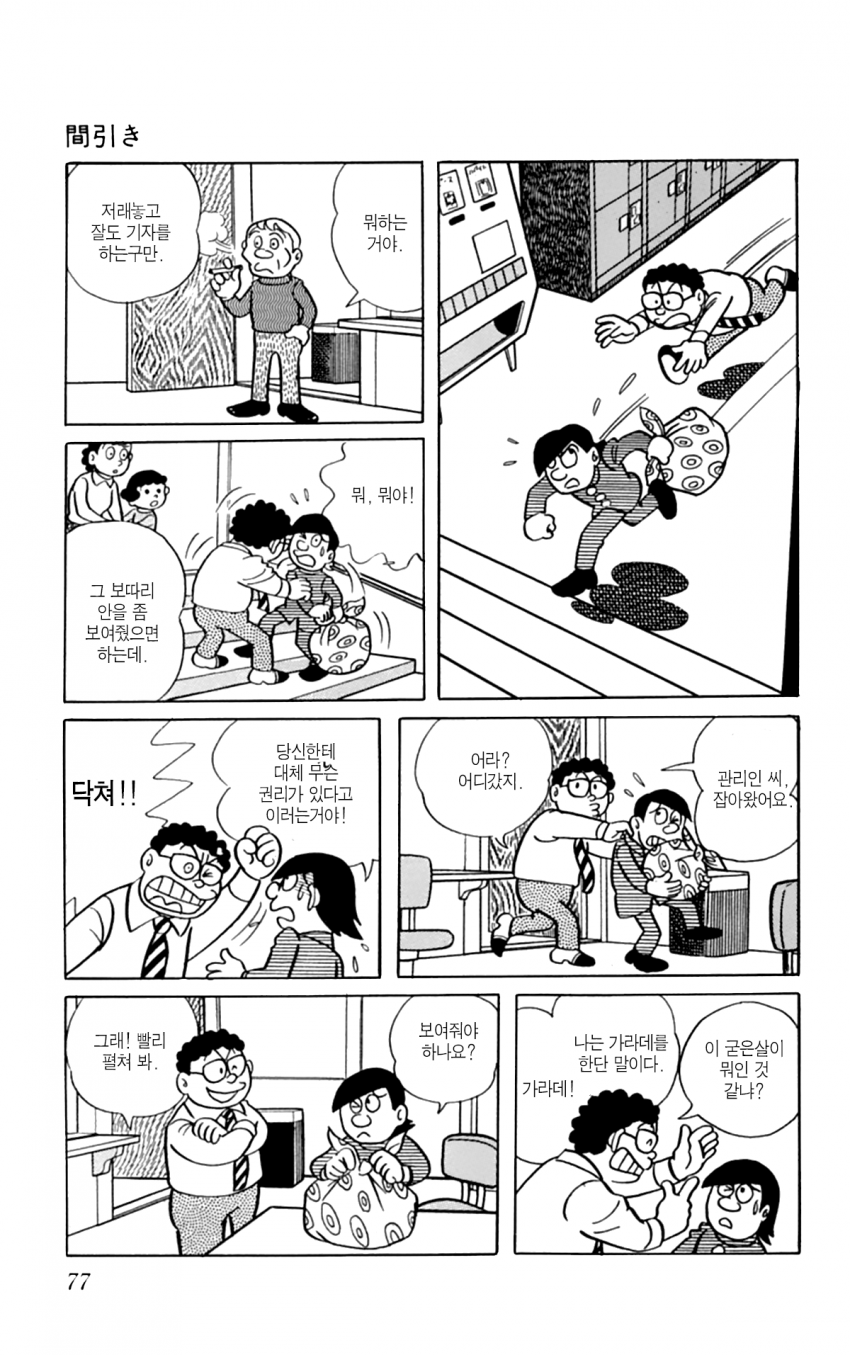 間引き
뭐하는
거야.
저래놓고
잘도 기자를
하는구만.
뭐, 뭐야!
그 보따리
안을 좀
보여줬으면
하는데.
관리인 씨,
잡아왔어요.
어라?
어디갔지.
당신한테
대체 무슨
권리가 있다고
이러는거야!
닥쳐!!
이 굳은살이
뭐인 것
같냐?
나는 가라데를
한단 말이다.
가라데!
보여줘야
하나요?
그래! 빨리
펼쳐 봐.
77